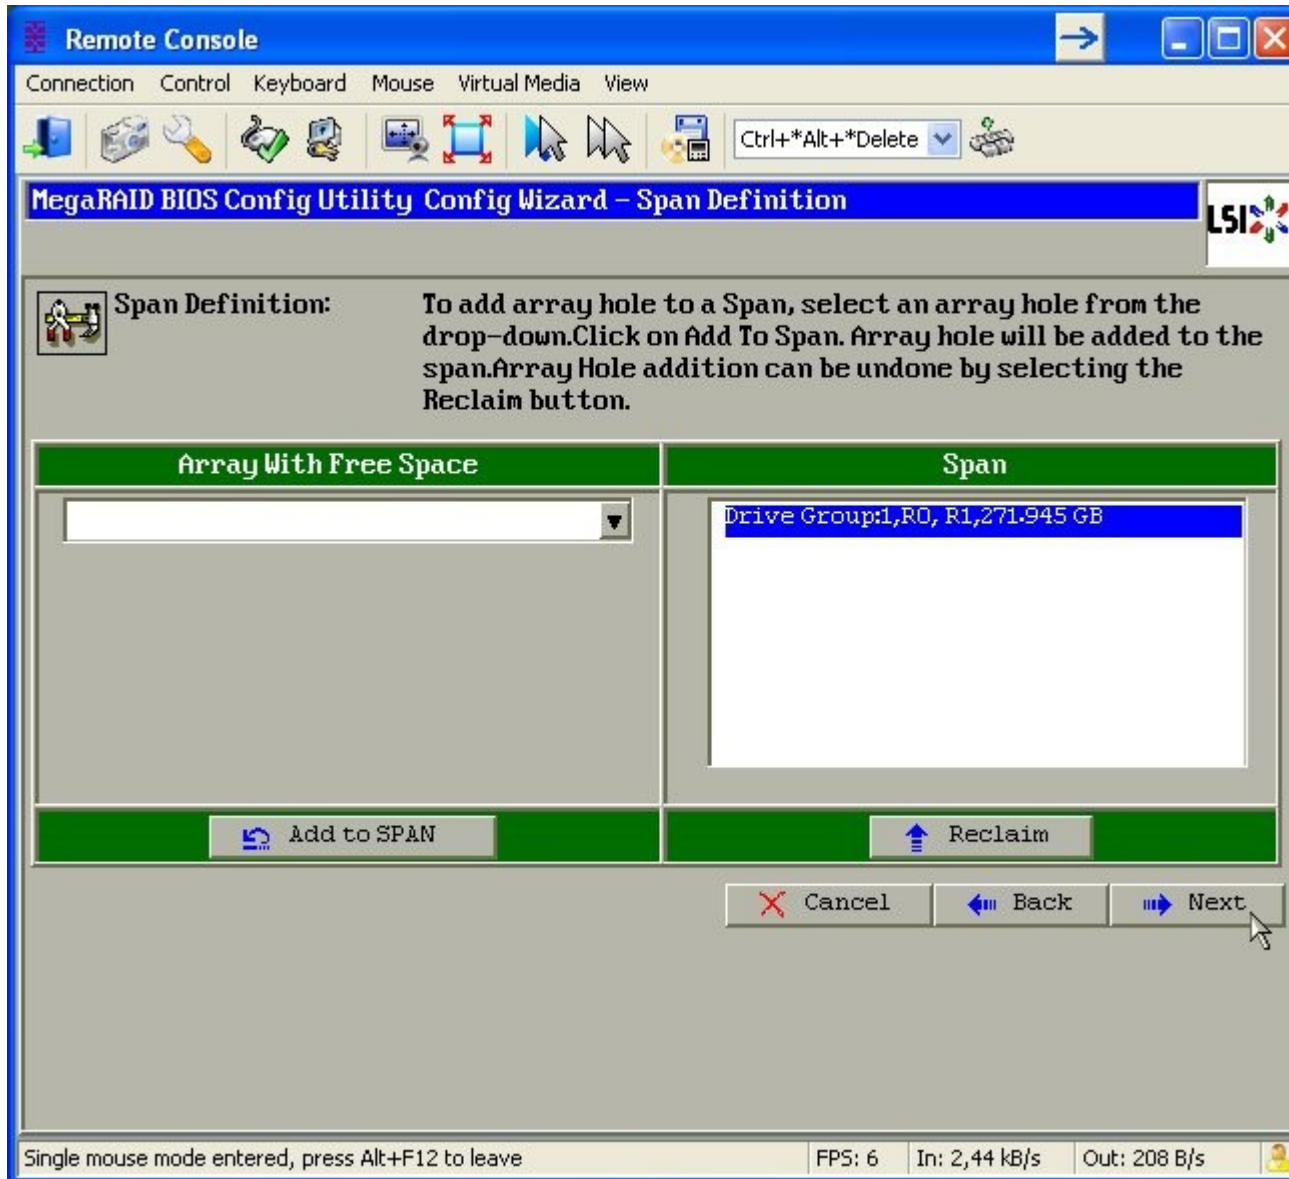 Remote Console
Connection Control Keyboard Mouse Virtual Media View
Ctrl+*Alt+*Delete
MegaRAID BIOS Config Utility Config Wizard – Span Definition
LSI
Span Definition:
To add array hole to a Span, select an array hole from the
drop-down.Click on Add To Span. Array hole will be added to the
span.Array Hole addition can be undone by selecting the
Reclaim button.
Array With Free Space
Span
Drive Group:1,R0, R1,271.945 GB
Add to SPAN
Reclaim
Cancel
Back
Next
Single mouse mode entered, press Alt+F12 to leave
FPS: 6
In: 2,44 kB/s
Out: 208 B/s